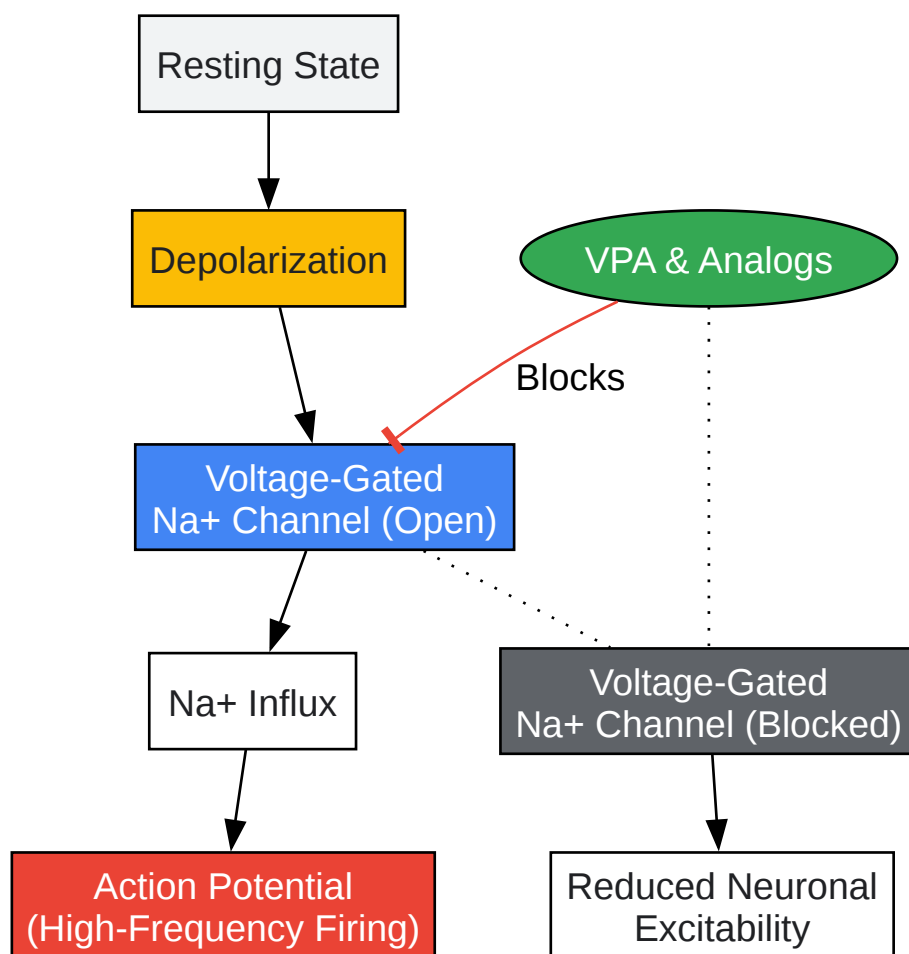 Resting State
Depolarization
VPA & Analogs
Blocks
Voltage-Gated
Na+ Channel (Open)
Na+ Influx
Voltage-Gated
Na+ Channel (Blocked)
Action Potential
(High-Frequency Firing)
Reduced Neuronal
Excitability